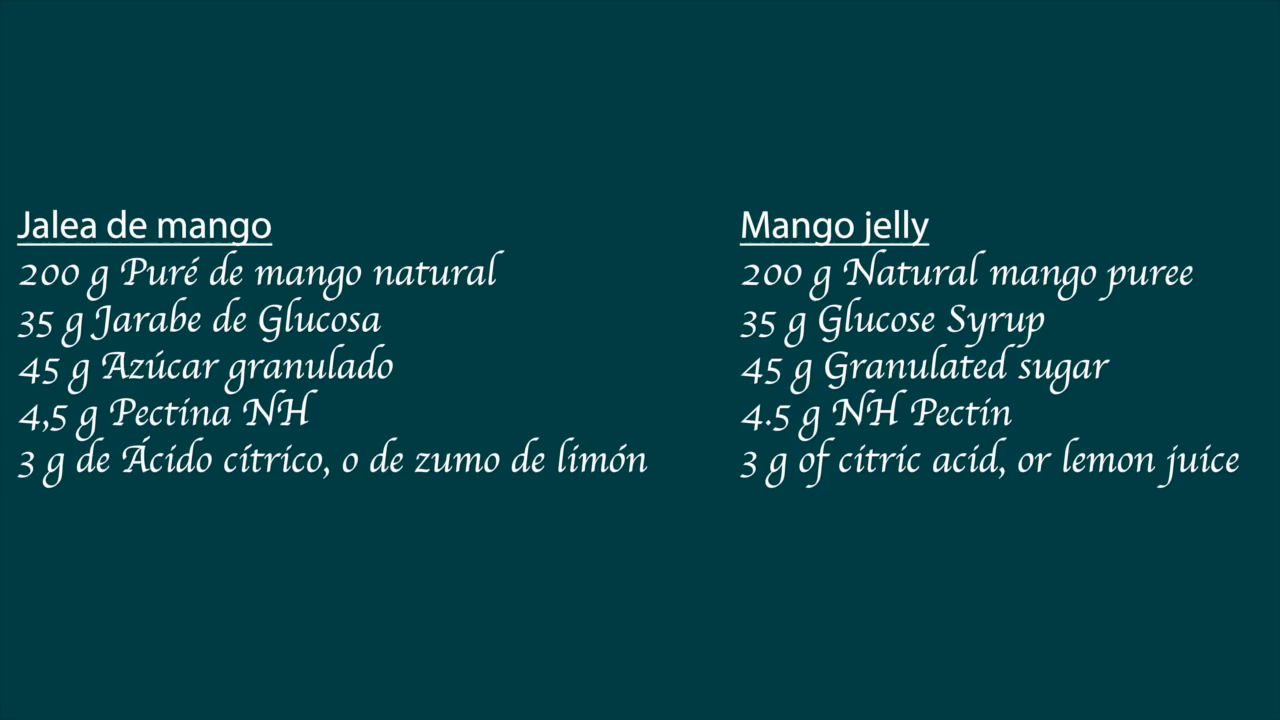 Jalea de mango
200 g Puré de mango natural
35 g Jarabe de Glucosa
45 g Azúcar granulado
4,5 g Pectina NH
3 g de Ácido cítrico, o de zumo de limón
Mango jelly
200 g Natural mango puree
35 g Glucose Syrup
45 g Granulated sugar
4.5 g NH Pectin
3 g of citric acid, or lemon juice